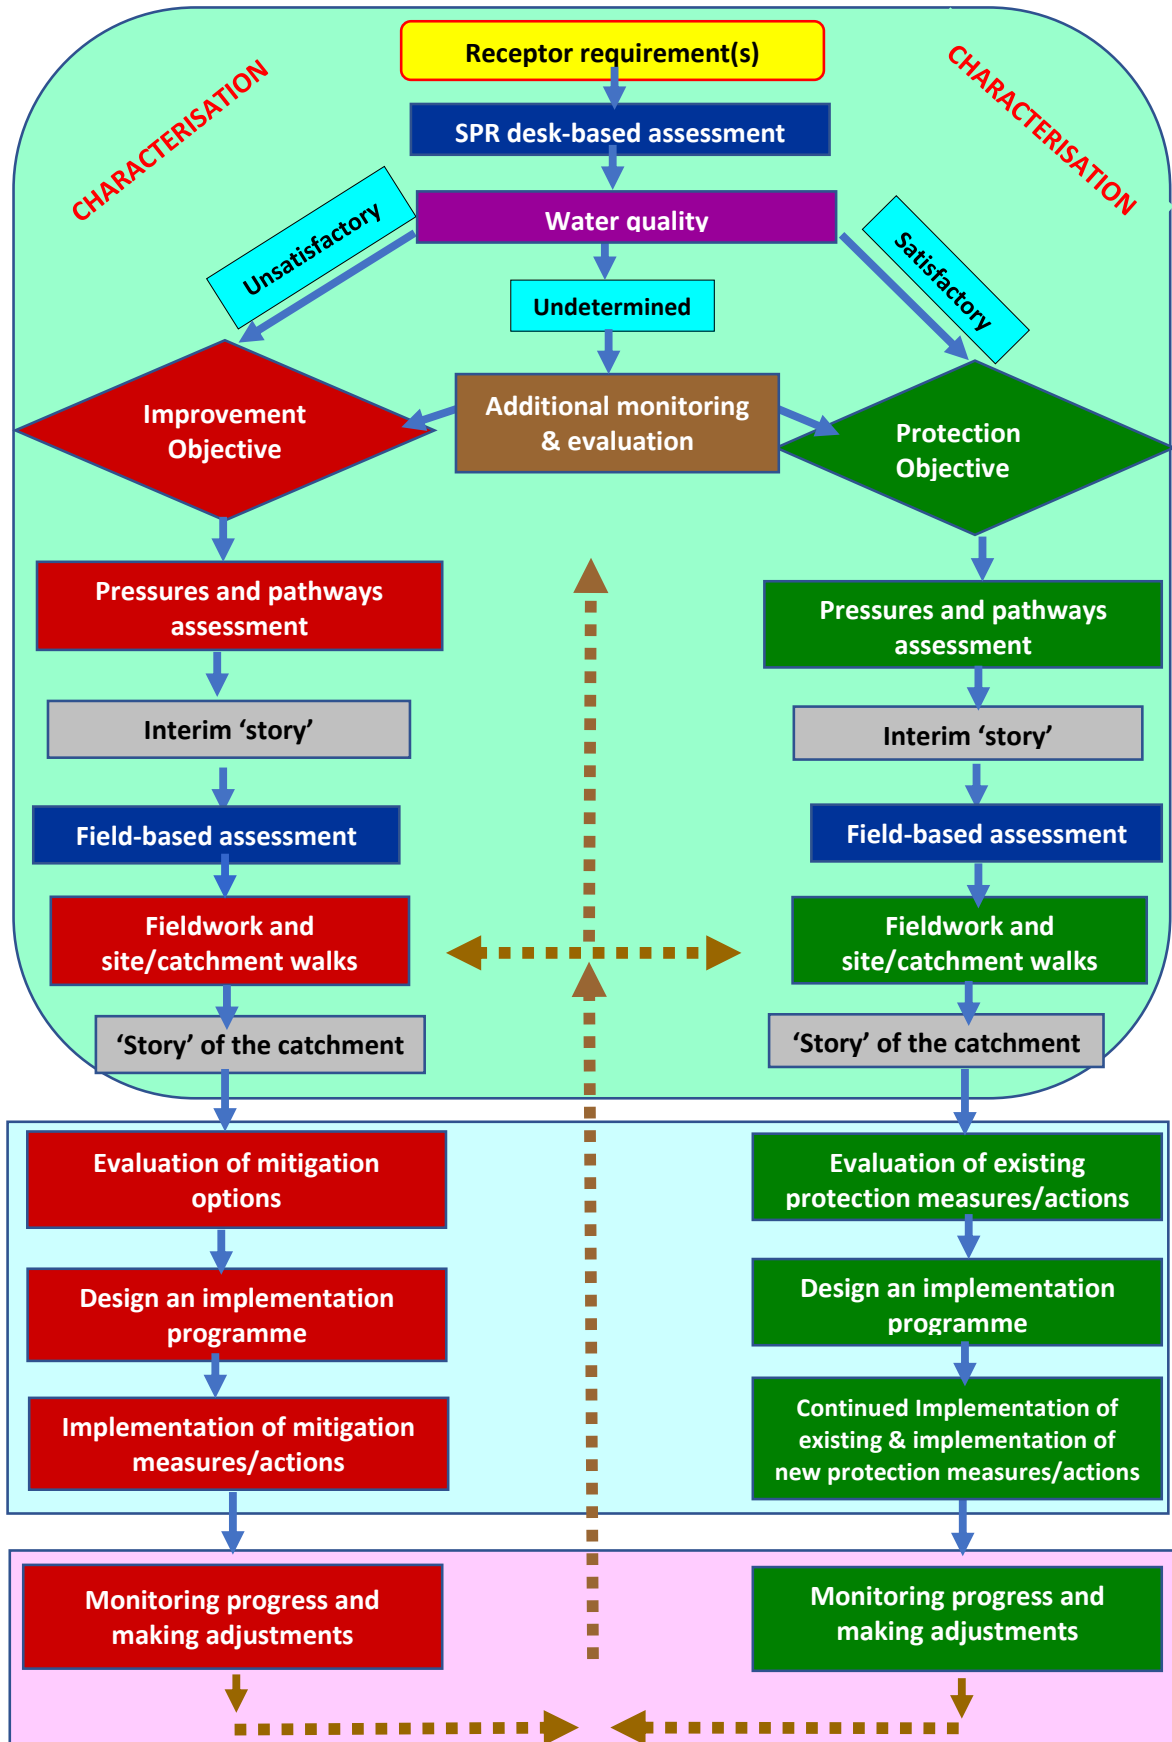 Receptor requirement(s)
CHARACTERISATION
CHARACTERISATION
SPR desk-based assessment
Water quality
Unsatisfactory
Satisfactory
Undetermined
Improvement
Objective
Additional monitoring
& evaluation
Protection
Objective
Pressures and pathways
assessment
Pressures and pathways
assessment
Interim ‘story’
Interim ‘story’
Field-based assessment
Field-based assessment
Fieldwork and
site/catchment walks
Fieldwork and
site/catchment walks
‘Story’ of the catchment
‘Story’ of the catchment
Evaluation of mitigation
options
Evaluation of existing
protection measures/actions
Design an implementation
programme
Design an implementation
programme
Implementation of mitigation
measures/actions
Continued Implementation of
existing & implementation of
new protection measures/actions
Monitoring progress and
making adjustments
Monitoring progress and
making adjustments